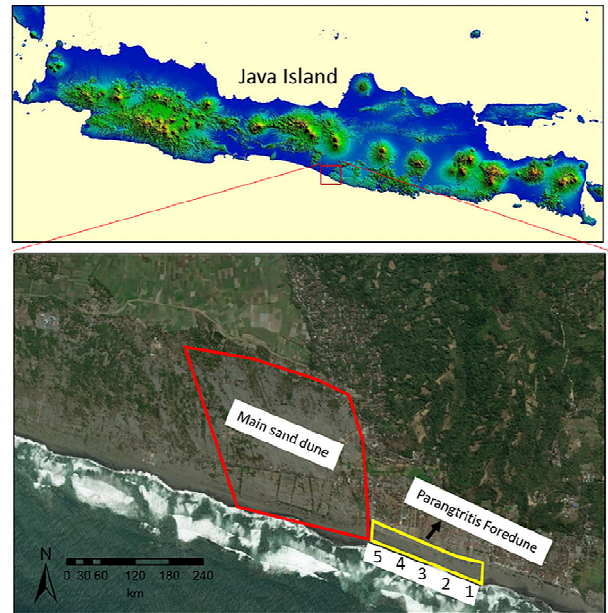 Java Island
Main sand dune
Parangtritis Foredune
5 4 3 2 1
N
0 30 60 120 180 240
km